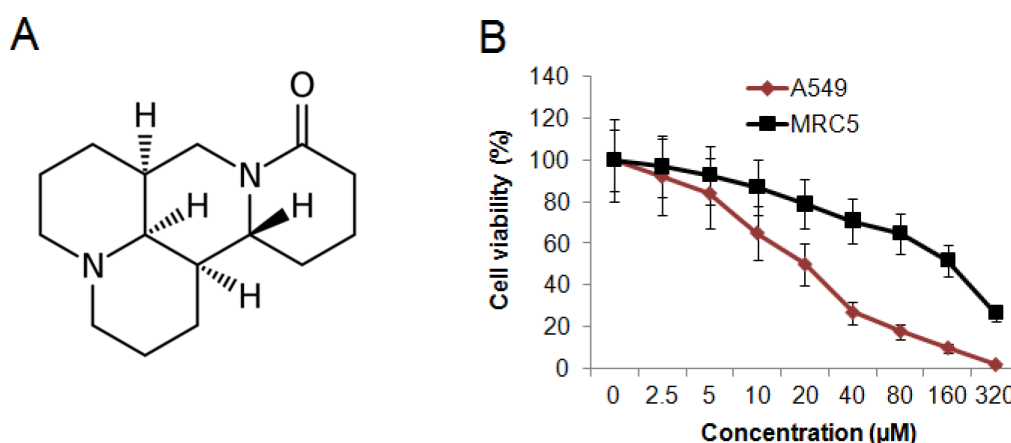 A
H
O
N
H
H
N
H
B
Cell viability (%)
A549
MRC5
140
120
100
80
60
40
20
0
0 2.5 5 10 20 40 80 160 320
Concentration (µM)